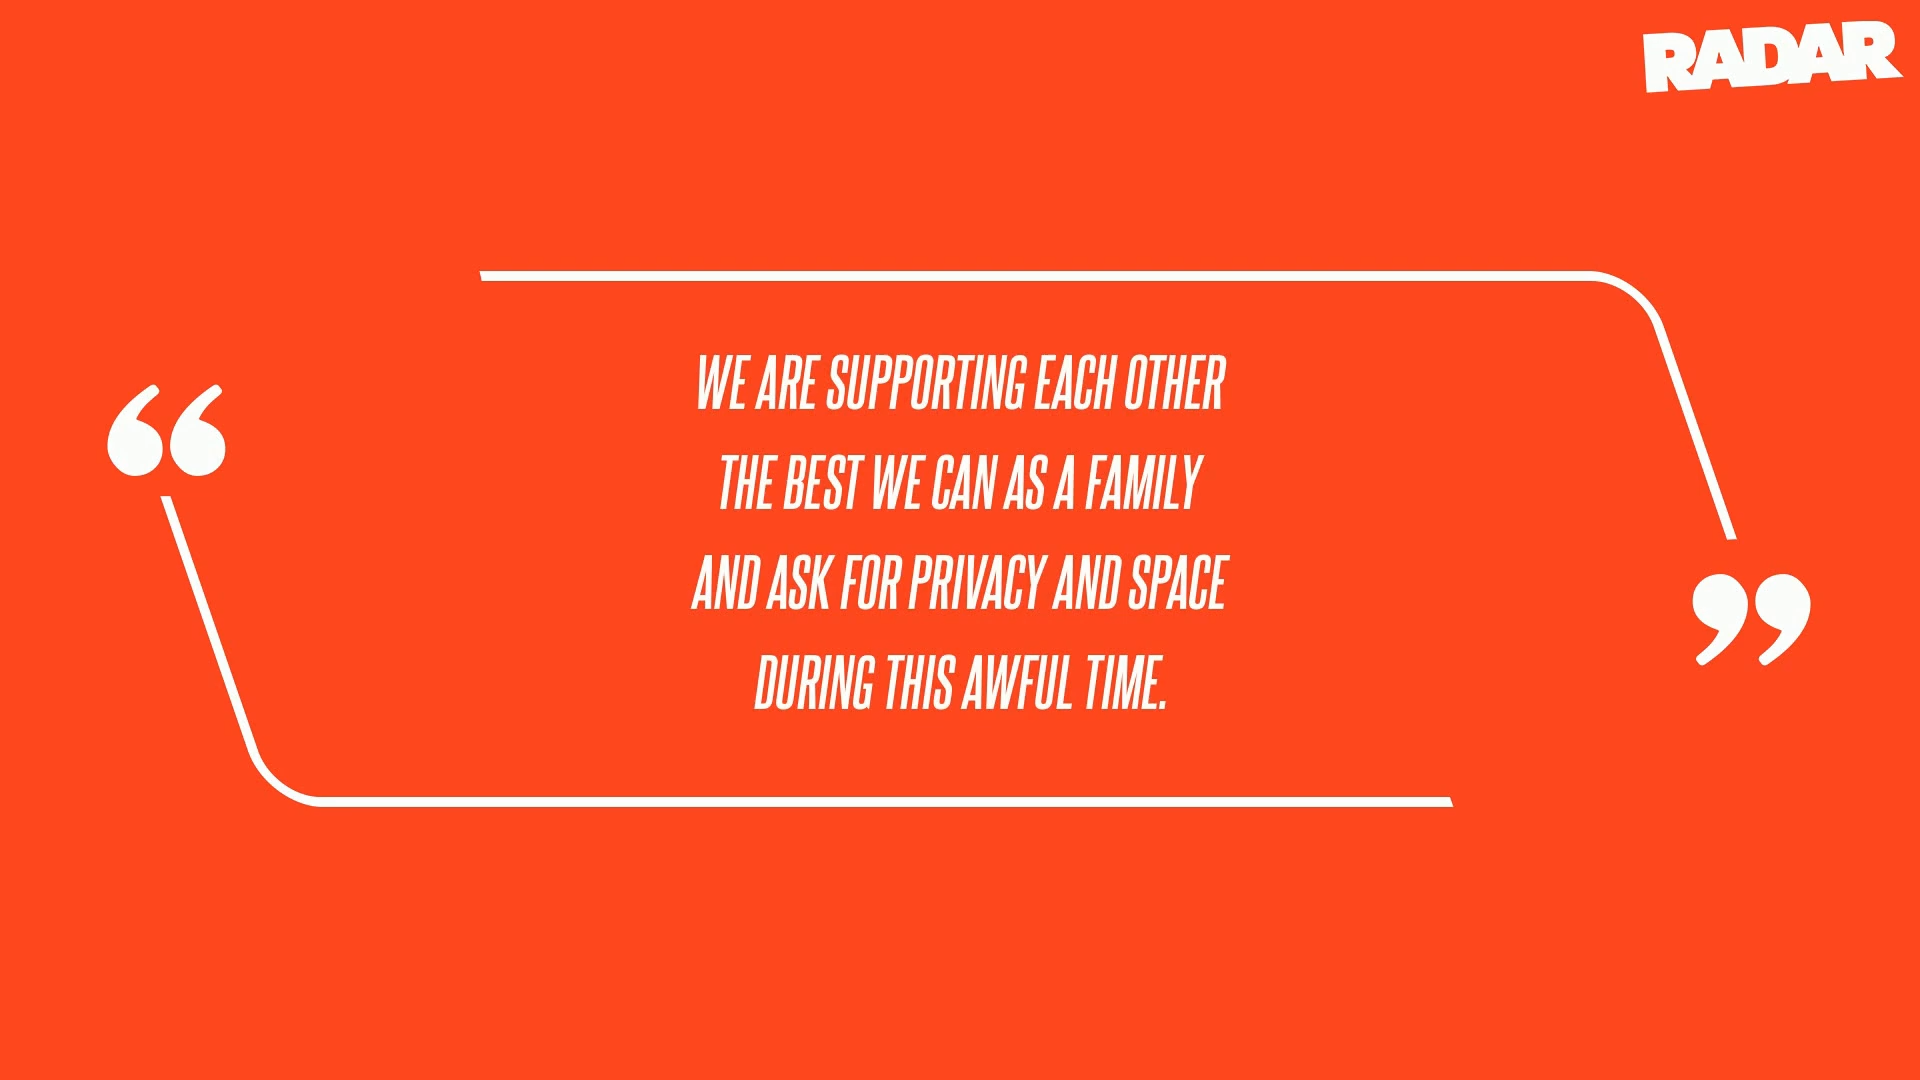 RADAR
WE ARE SUPPORTING EACH OTHER
THE BEST WE CAN AS A FAMILY
AND ASK FOR PRIVACY AND SPACE
DURING THIS AWFUL TIME.